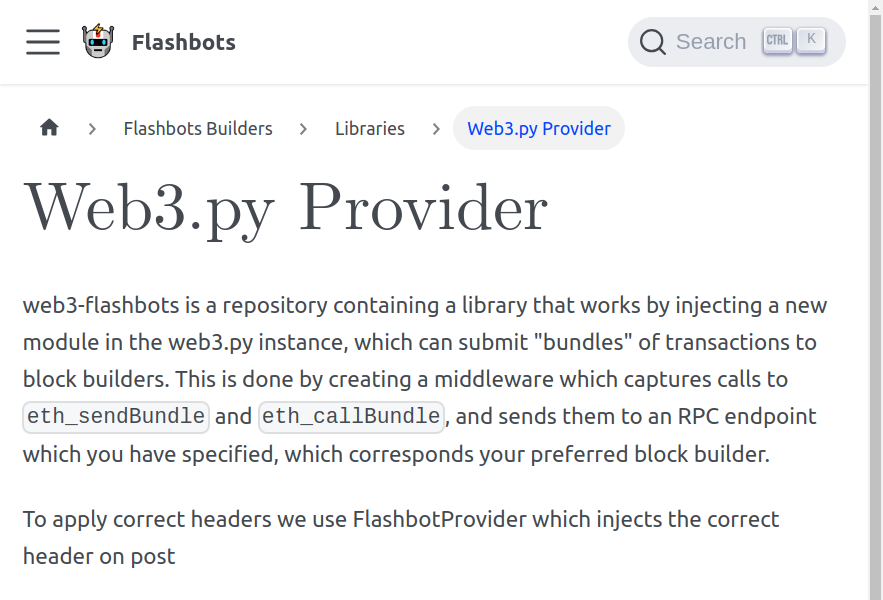 Flashbots
Search CTRL K
Flashbots Builders > Libraries > Web3.py Provider
Web3.py Provider
web3-flashbots is a repository containing a library that works by injecting a new
module in the web3.py instance, which can submit "bundles" of transactions to
block builders. This is done by creating a middleware which captures calls to
eth_sendBundle and eth_callBundle, and sends them to an RPC endpoint
which you have specified, which corresponds your preferred block builder.
To apply correct headers we use FlashbotProvider which injects the correct
header on post